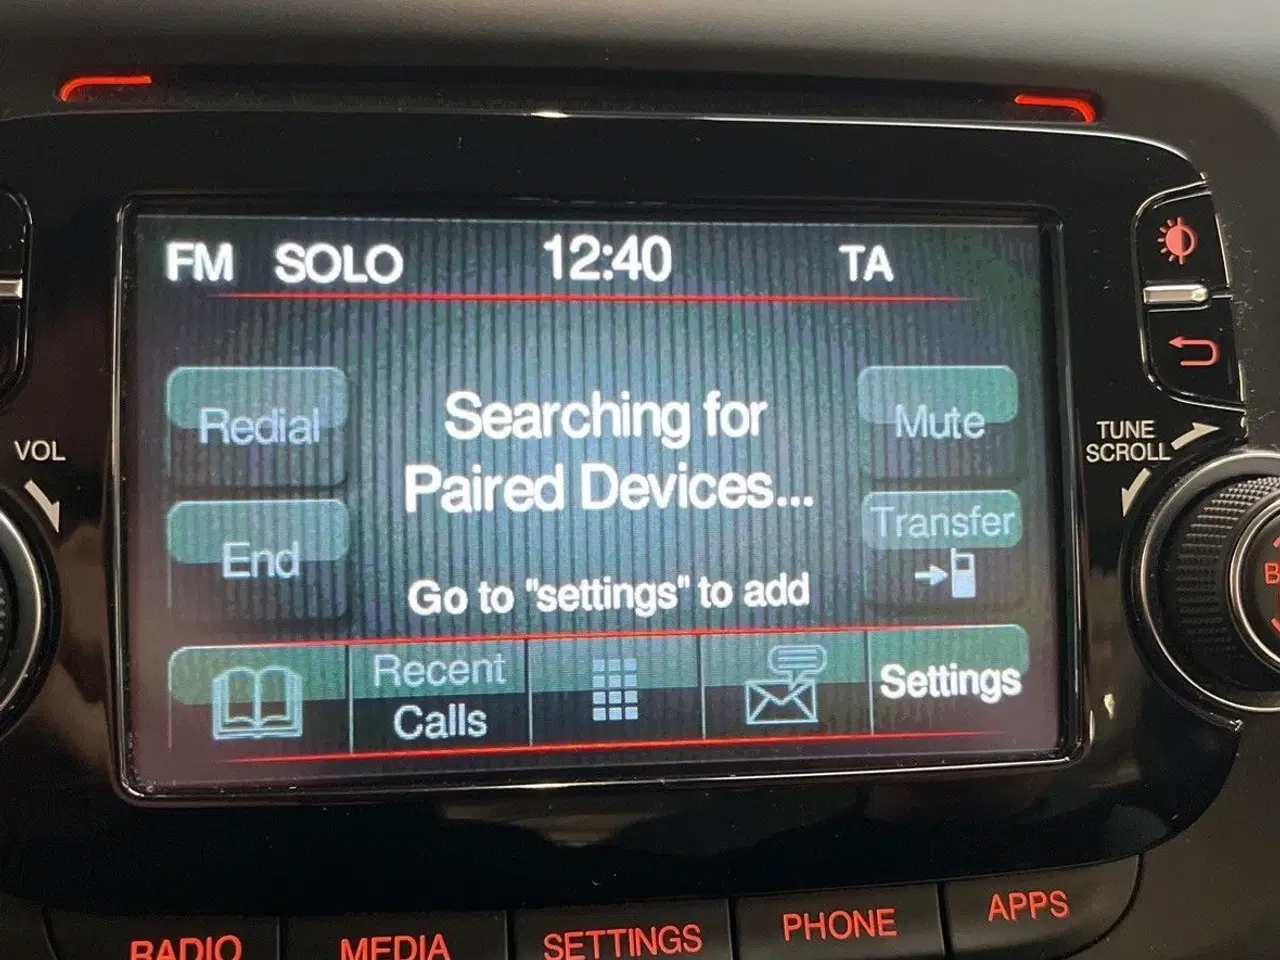 FM SOLO 12:40 TA
Redial
Searching for
Paired Devices...
Mute
End
Transfer
Go to "settings" to add
Recent
Calls
Settings
VOL
TUNE
SCROLL
RADIO
MEDIA
SETTINGS
PHONE
APPS